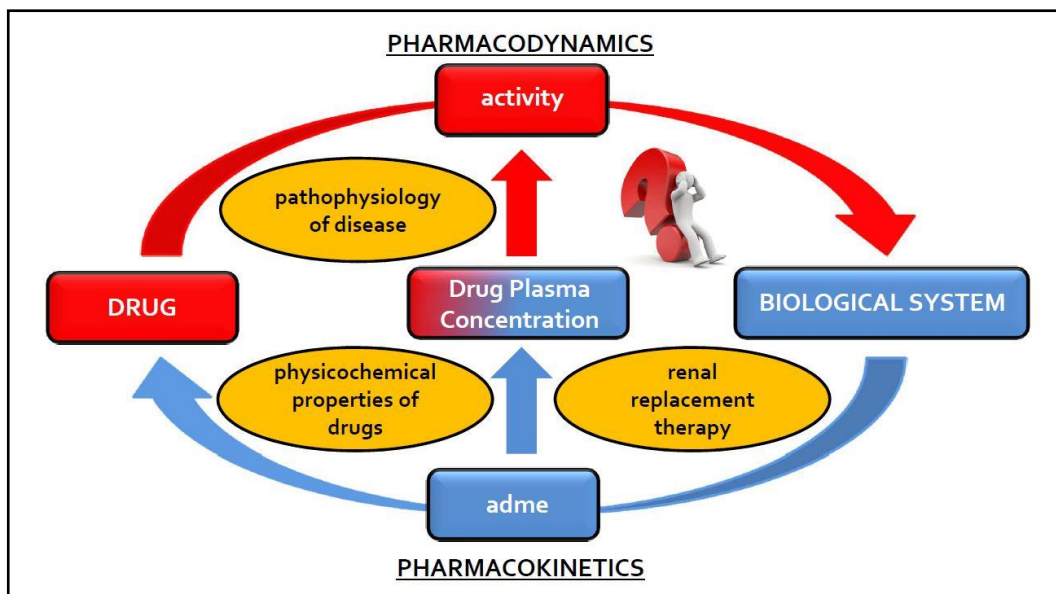 PHARMACODYNAMICS
activity
pathophysiology
of disease
DRUG
Drug Plasma
Concentration
BIOLOGICAL SYSTEM
physicochemical
properties of
drugs
renal
replacement
therapy
adme
PHARMACOKINETICS